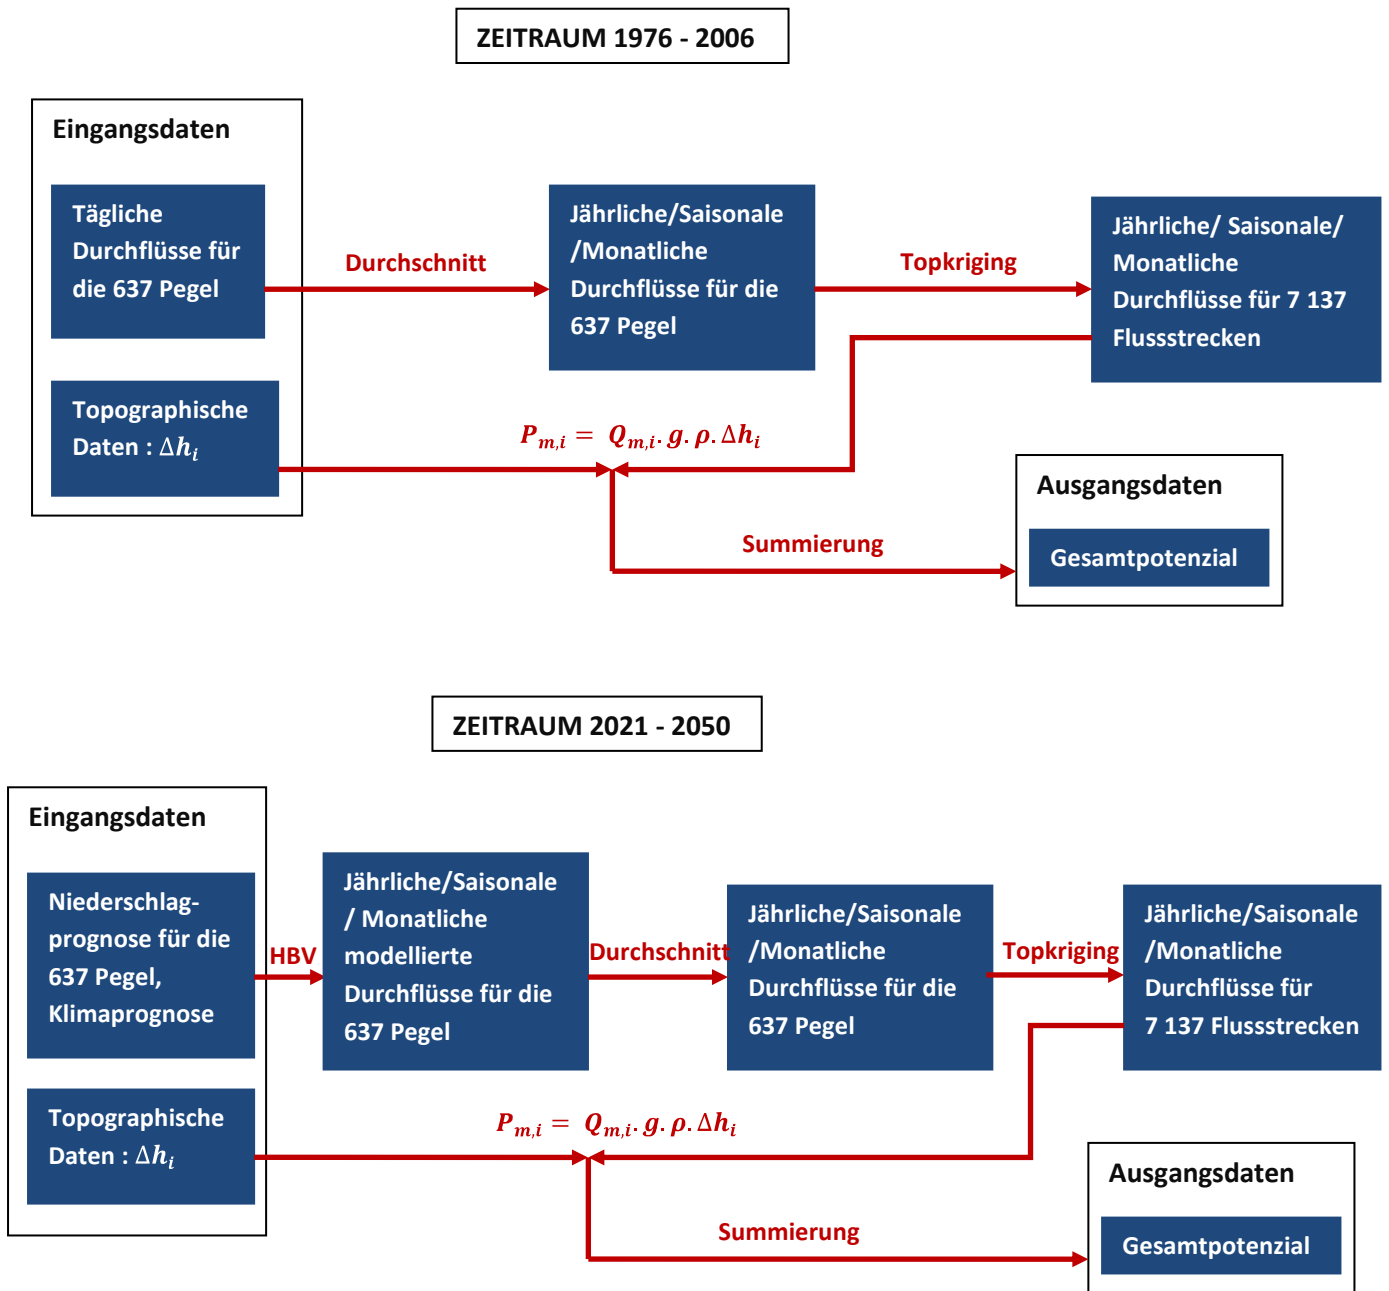 ZEITRAUM 1976 - 2006
Eingangsdaten
Tägliche
Durchflüsse für
die 637 Pegel
Durchschnitt
Jährliche/Saisonale
/Monatliche
Durchflüsse für die
637 Pegel
Topkriging
Jährliche/ Saisonale/
Monatliche
Durchflüsse für 7 137
Flussstrecken
Topographische
Daten : Δh_i
P_{m,i} = Q_{m,i}. g. ρ. Δh_i
Summierung
Ausgangsdaten
Gesamtpotenzial
ZEITRAUM 2021 - 2050
Eingangsdaten
Niederschlag-
prognose für die
637 Pegel,
Klimaprognose
HBV
Jährliche/Saisonale
/ Monatliche
modellierte
Durchflüsse für die
637 Pegel
Durchschnitt
Jährliche/Saisonale
/Monatliche
Durchflüsse für die
637 Pegel
Topkriging
Jährliche/Saisonale
/Monatliche
Durchflüsse für
7 137 Flussstrecken
Topographische
Daten : Δh_i
P_{m,i} = Q_{m,i}. g. ρ. Δh_i
Summierung
Ausgangsdaten
Gesamtpotenzial